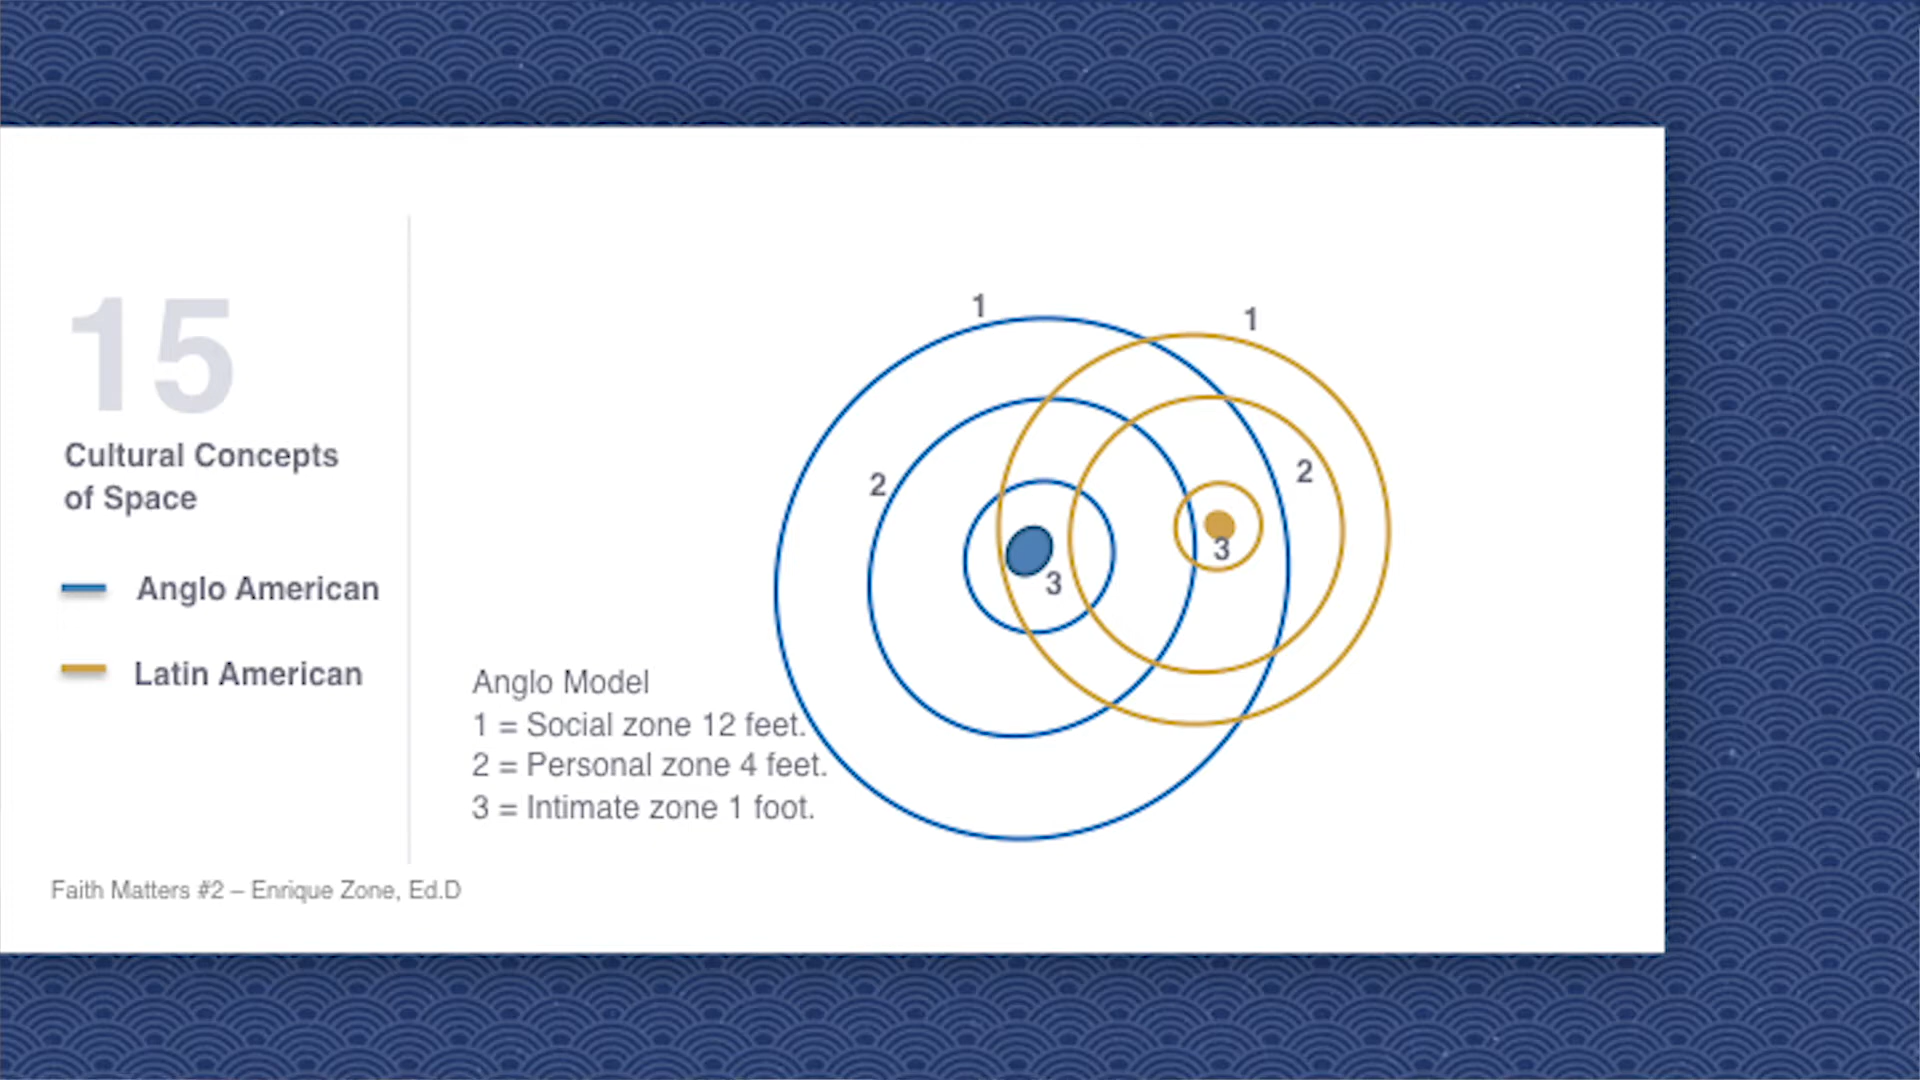 15
Cultural Concepts
of Space
Anglo American
Latin American
Anglo Model
1 = Social zone 12 feet.
2 = Personal zone 4 feet.
3 = Intimate zone 1 foot.
1
1
2
2
3
3
Faith Matters #2 – Enrique Zone, Ed.D